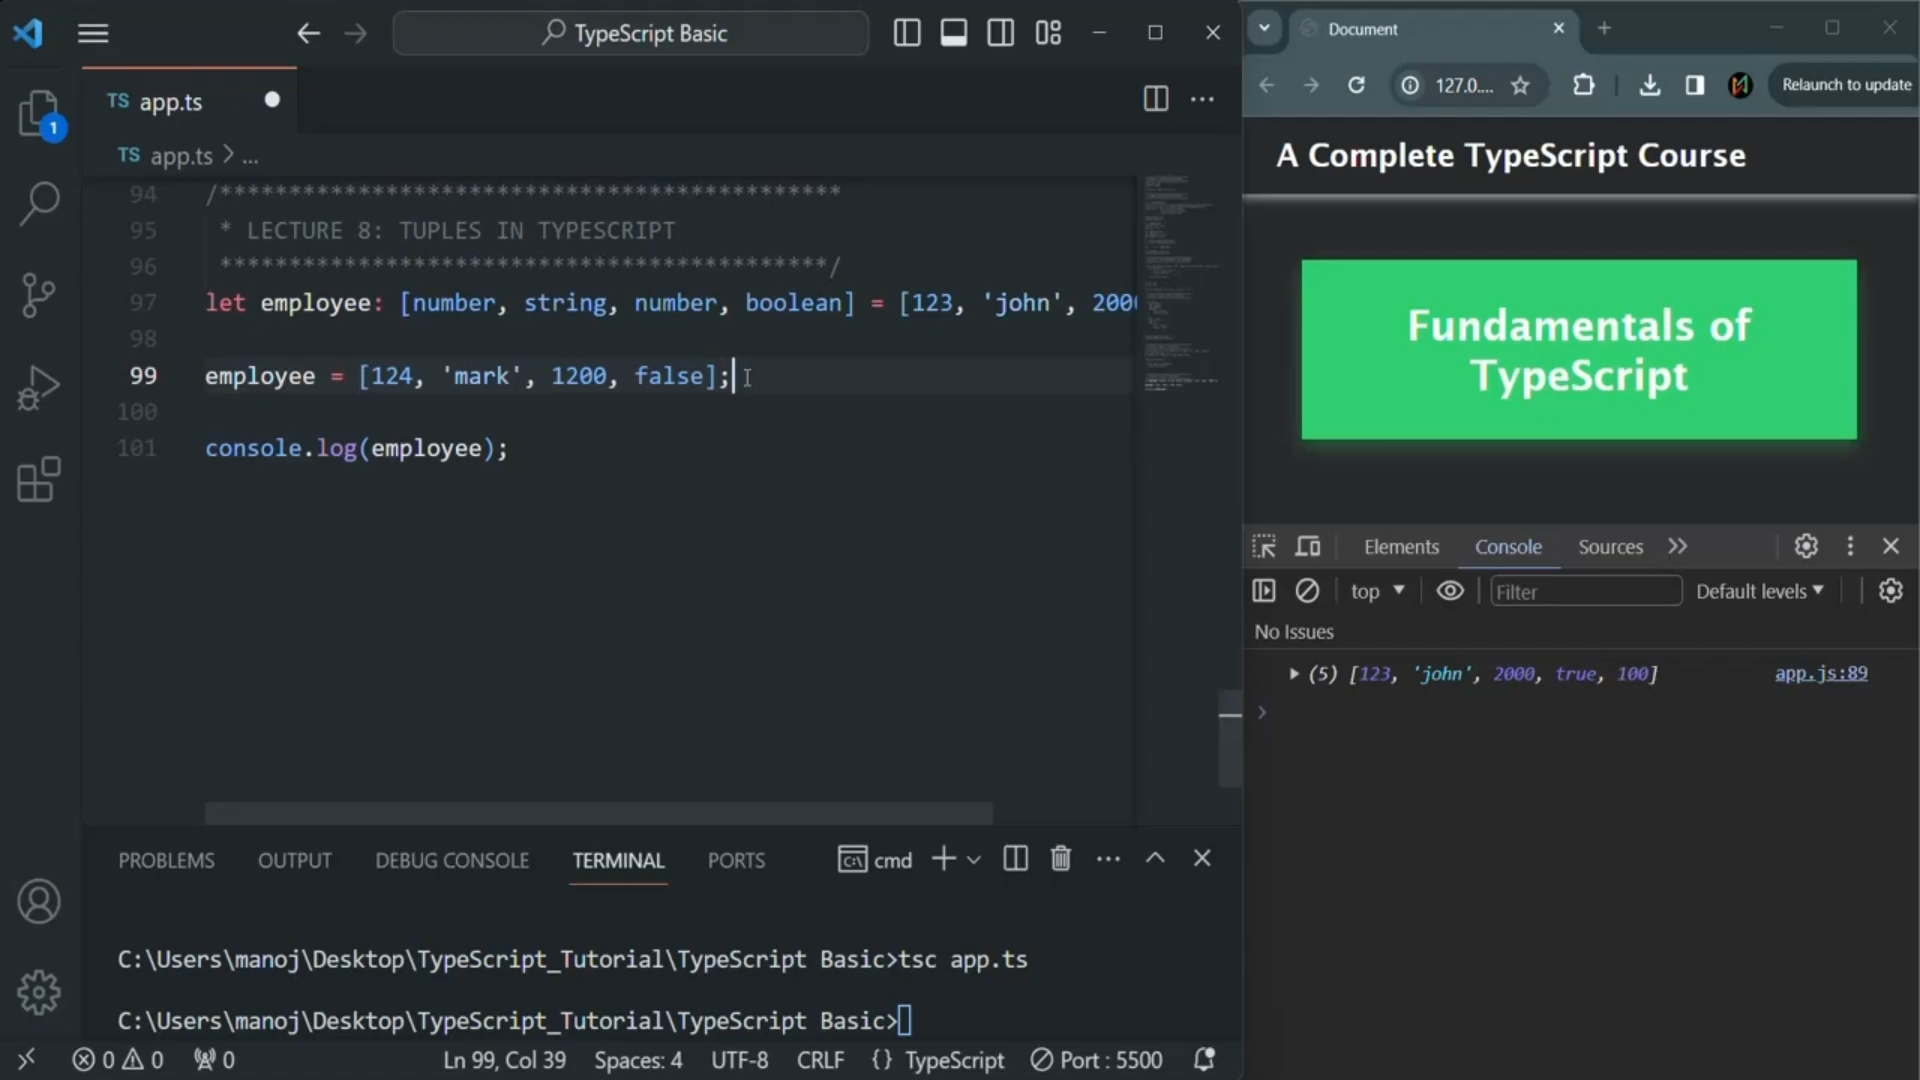 TypeScript Basic
TS app.ts
TS app.ts > ...
94 /*********************************************
95 * LECTURE 8: TUPLES IN TYPESCRIPT
96 ********************************************/
97 let employee: [number, string, number, boolean] = [123, 'john', 2000
98
99 employee = [124, 'mark', 1200, false];
100
101 console.log(employee);
1
PROBLEMS OUTPUT DEBUG CONSOLE TERMINAL PORTS cmd
C:\Users\manoj\Desktop\TypeScript_Tutorial\TypeScript Basic>tsc app.ts
C:\Users\manoj\Desktop\TypeScript_Tutorial\TypeScript Basic>
0 0 0 Ln 99, Col 39 Spaces: 4 UTF-8 CRLF {} TypeScript Port : 5500
Document
127.0.... Relaunch to update
A Complete TypeScript Course
Fundamentals of
TypeScript
Elements Console Sources
top Filter Default levels
No Issues
(5) [123, 'john', 2000, true, 100] app.js:89